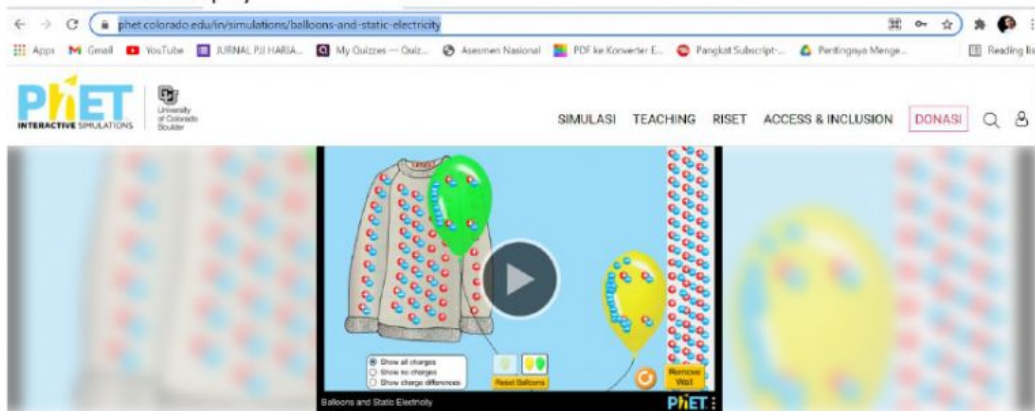 phet.colorado.edu/in/simulations/balloons-and-static-electricity
Apps Gmail YouTube JURNAL PJJ HARIA... My Quizzes — Quiz... Asesmen Nasional PDF ke Konverter E... Pangkat Subscript-... Pentingnya Menge... Reading lis
PhET
INTERACTIVE SIMULATIONS
University
of Colorado
Boulder
SIMULASI TEACHING RISET ACCESS & INCLUSION DONASI
Show all charges
Show no charges
Show charge differences
Reset Balloons
Remove
Wall
Balloons and Static Electricity
PhET